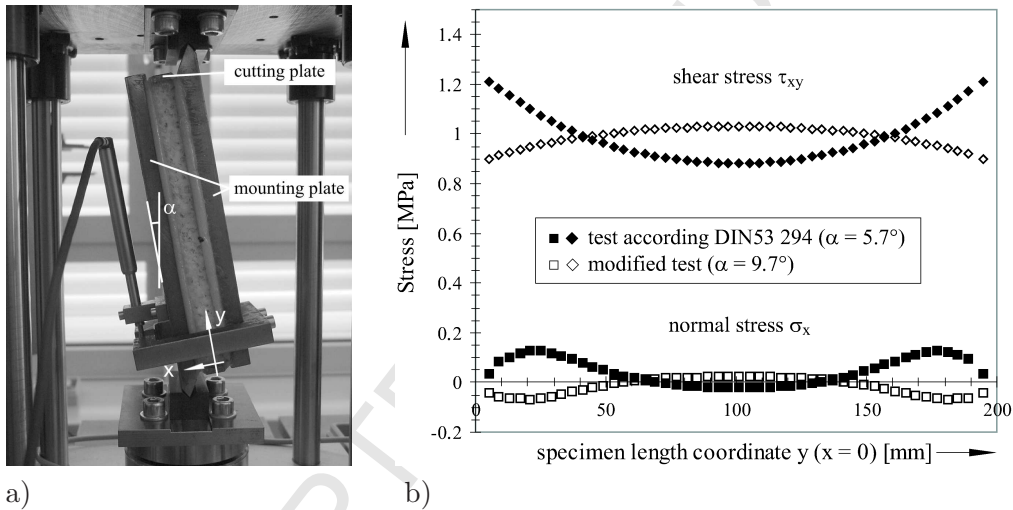 cutting plate
mounting plate
α
y
x
a)
Stress [MPa]
1.4
1.2
1
0.8
0.6
0.4
0.2
0
-0.2
shear stress τxy
test according DIN53 294 (α = 5.7°)
modified test (α = 9.7°)
normal stress σx
0
50
100
150
200
specimen length coordinate y (x = 0) [mm]
b)